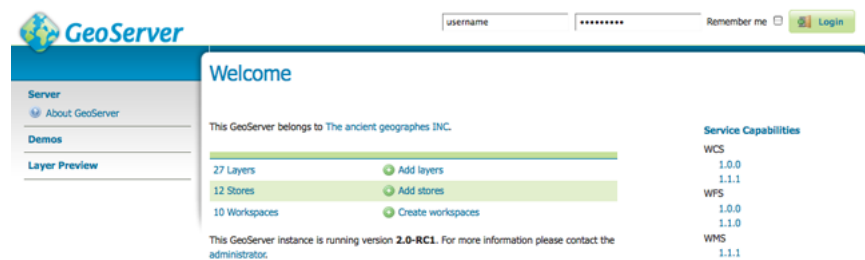 GeoServer
username
•••••••••
Remember me
Login
Server
About GeoServer
Demos
Layer Preview
Welcome
This GeoServer belongs to The ancient geographes INC.
27 Layers Add layers
12 Stores Add stores
10 Workspaces Create workspaces
This GeoServer instance is running version 2.0-RC1. For more information please contact the
administrator.
Service Capabilities
WCS
1.0.0
1.1.1
WFS
1.0.0
1.1.0
WMS
1.1.1